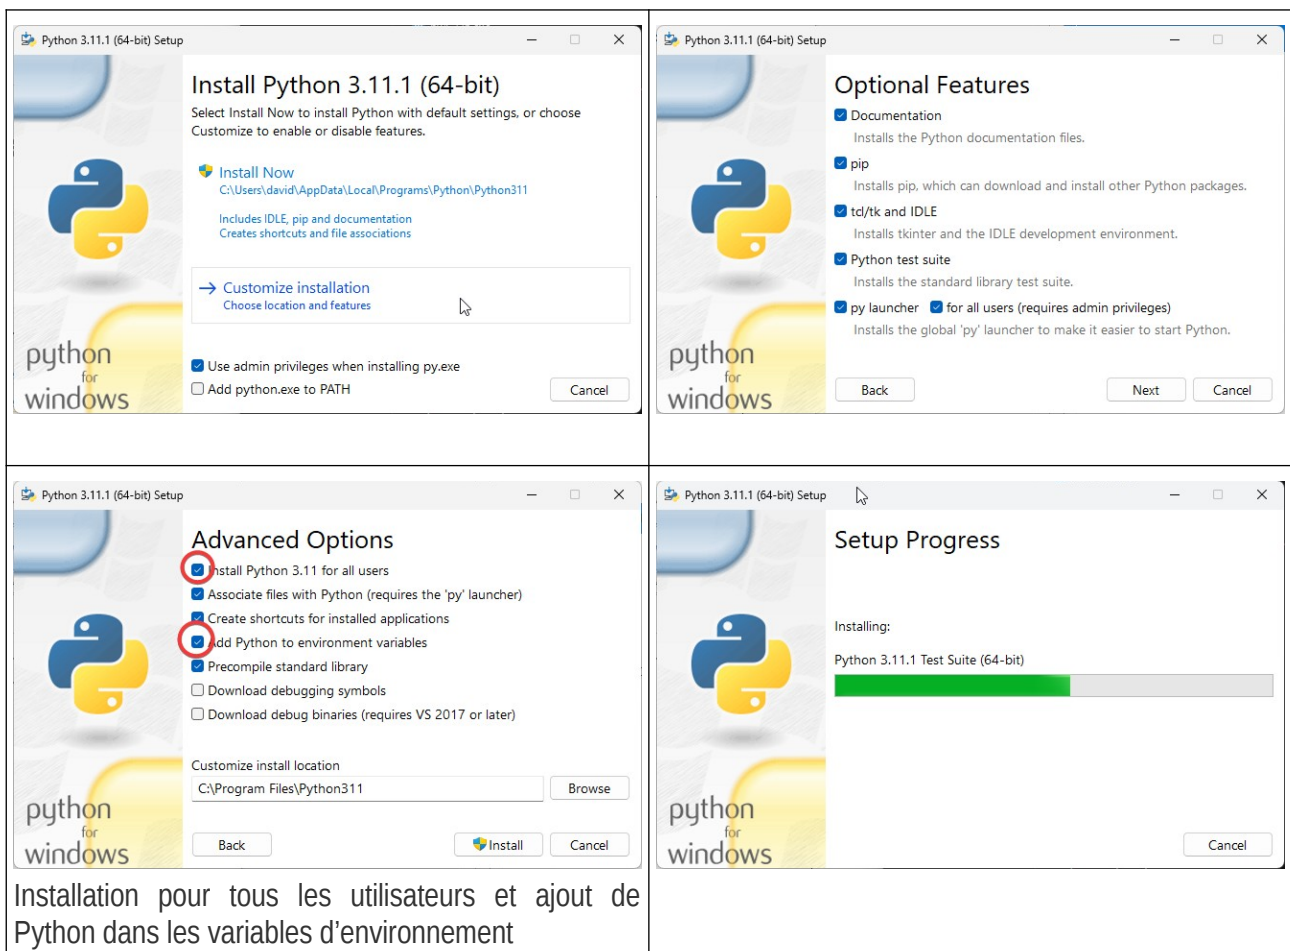 Python 3.11.1 (64-bit) Setup
Install Python 3.11.1 (64-bit)
Select Install Now to install Python with default settings, or choose
Customize to enable or disable features.
Install Now
C:\Users\david\AppData\Local\Programs\Python\Python311
Includes IDLE, pip and documentation
Creates shortcuts and file associations
Customize installation
Choose location and features
Use admin privileges when installing py.exe
Add python.exe to PATH
Cancel
python
for
windows
Python 3.11.1 (64-bit) Setup
Optional Features
Documentation
Installs the Python documentation files.
pip
Installs pip, which can download and install other Python packages.
tcl/tk and IDLE
Installs tkinter and the IDLE development environment.
Python test suite
Installs the standard library test suite.
py launcher for all users (requires admin privileges)
Installs the global 'py' launcher to make it easier to start Python.
Back Next Cancel
python
for
windows
Python 3.11.1 (64-bit) Setup
Advanced Options
Install Python 3.11 for all users
Associate files with Python (requires the 'py' launcher)
Create shortcuts for installed applications
Add Python to environment variables
Precompile standard library
Download debugging symbols
Download debug binaries (requires VS 2017 or later)
Customize install location
C:\Program Files\Python311 Browse
Back Install Cancel
python
for
windows
Installation pour tous les utilisateurs et ajout de
Python dans les variables d’environnement
Python 3.11.1 (64-bit) Setup
Setup Progress
Installing:
Python 3.11.1 Test Suite (64-bit)
Cancel
python
for
windows